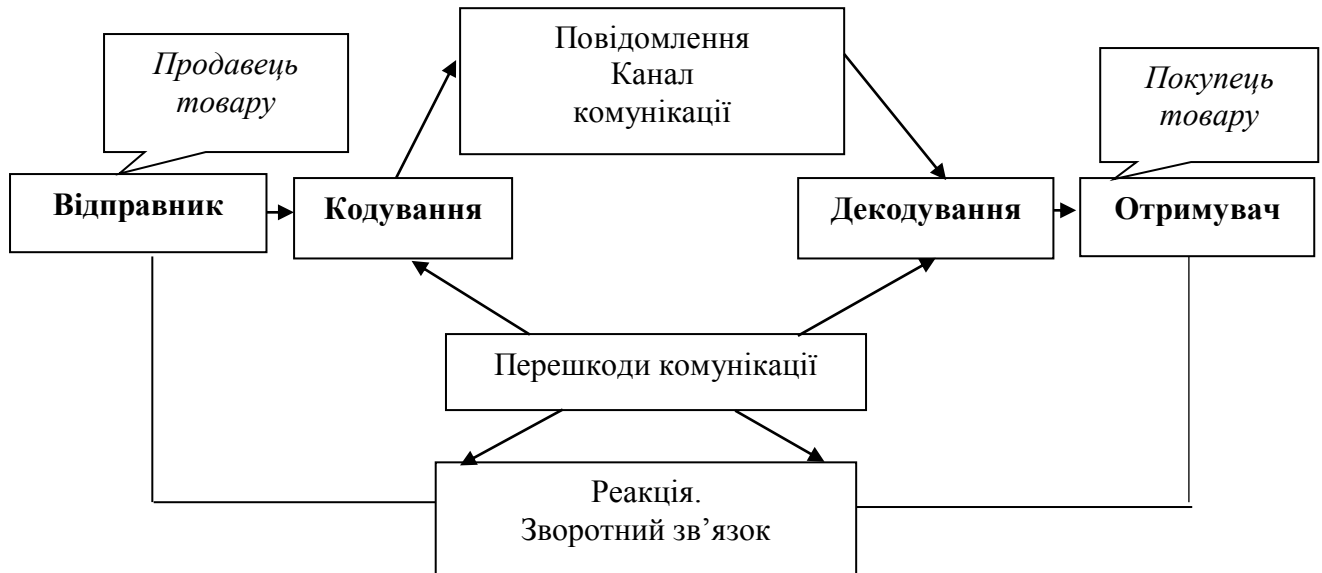 Повідомлення
Канал
комунікації
Продавець
товару
Покупець
товару
Відправник
Кодування
Декодування
Отримувач
Перешкоди комунікації
Реакція.
Зворотний зв’язок